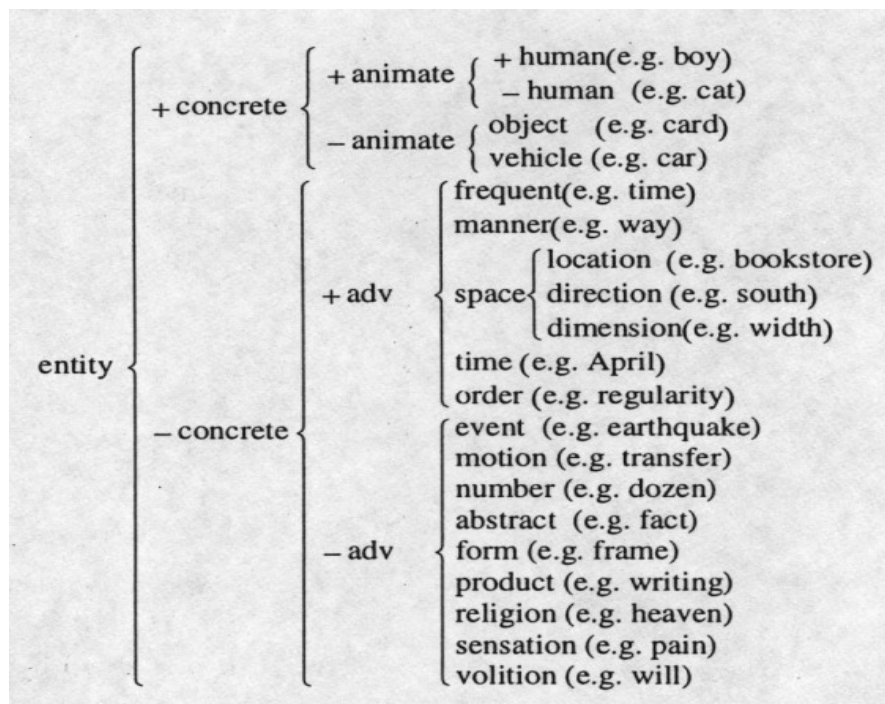 + human(e.g. boy)
+ animate
− human (e.g. cat)
+ concrete
object (e.g. card)
− animate
vehicle (e.g. car)
frequent(e.g. time)
manner(e.g. way)
location (e.g. bookstore)
+ adv
space
direction (e.g. south)
dimension(e.g. width)
entity
time (e.g. April)
order (e.g. regularity)
− concrete
event (e.g. earthquake)
motion (e.g. transfer)
number (e.g. dozen)
abstract (e.g. fact)
− adv
form (e.g. frame)
product (e.g. writing)
religion (e.g. heaven)
sensation (e.g. pain)
volition (e.g. will)